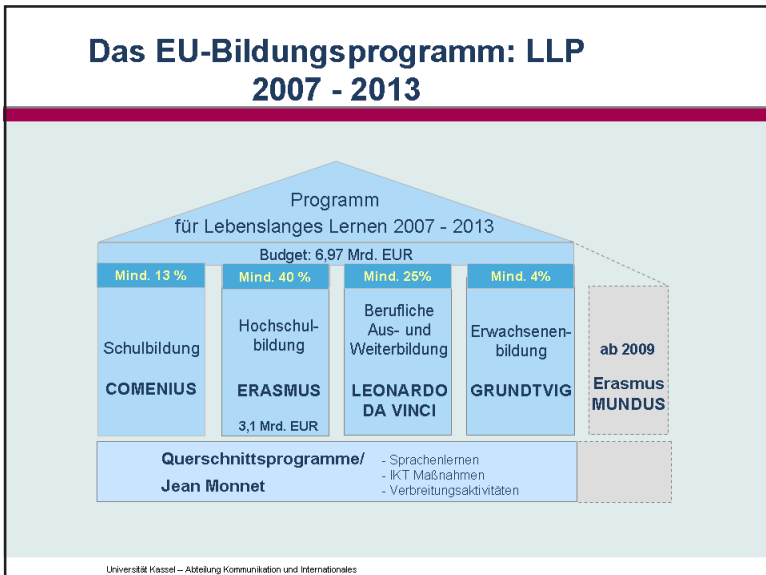 Das EU-Bildungsprogramm: LLP
2007 - 2013
Programm
für Lebenslanges Lernen 2007 - 2013
Budget: 6,97 Mrd. EUR
Mind. 13 %
Schulbildung
COMENIUS
Mind. 40 %
Hochschul-
bildung
ERASMUS
3,1 Mrd. EUR
Mind. 25%
Berufliche
Aus- und
Weiterbildung
LEONARDO
DA VINCI
Mind. 4%
Erwachsenen-
bildung
GRUNDTVIG
ab 2009
Erasmus
MUNDUS
Querschnittsprogramme/
Jean Monnet
- Sprachenlernen
- IKT Maßnahmen
- Verbreitungsaktivitäten
Universität Kassel – Abteilung Kommunikation und Internationales